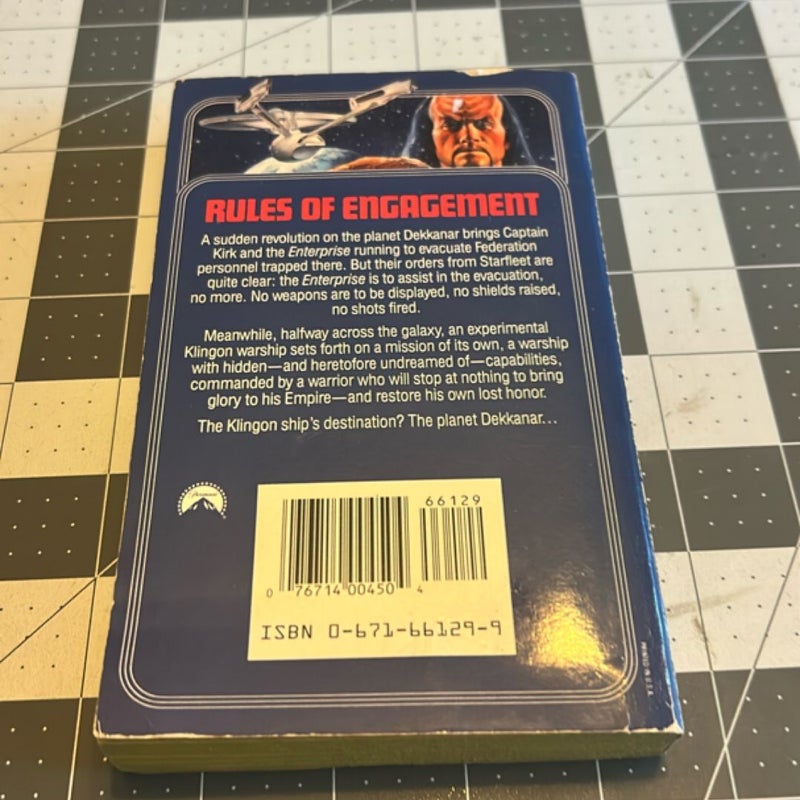 RULES OF ENGAGEMENT
A sudden revolution on the planet Dekkanar brings Captain
Kirk and the Enterprise running to evacuate Federation
personnel trapped there. But their orders from Starfleet are
quite clear: the Enterprise is to assist in the evacuation,
no more. No weapons are to be displayed, no shields raised,
no shots fired.
Meanwhile, halfway across the galaxy, an experimental
Klingon warship sets forth on a mission of its own, a warship
with hidden—and heretofore undreamed of—capabilities,
commanded by a warrior who will stop at nothing to bring
glory to his Empire—and restore his own lost honor.
The Klingon ship's destination? The planet Dekkanar...
Paramount
66129
0 76714 00450 4
ISBN 0-671-66129-9
PRINTED IN U.S.A.